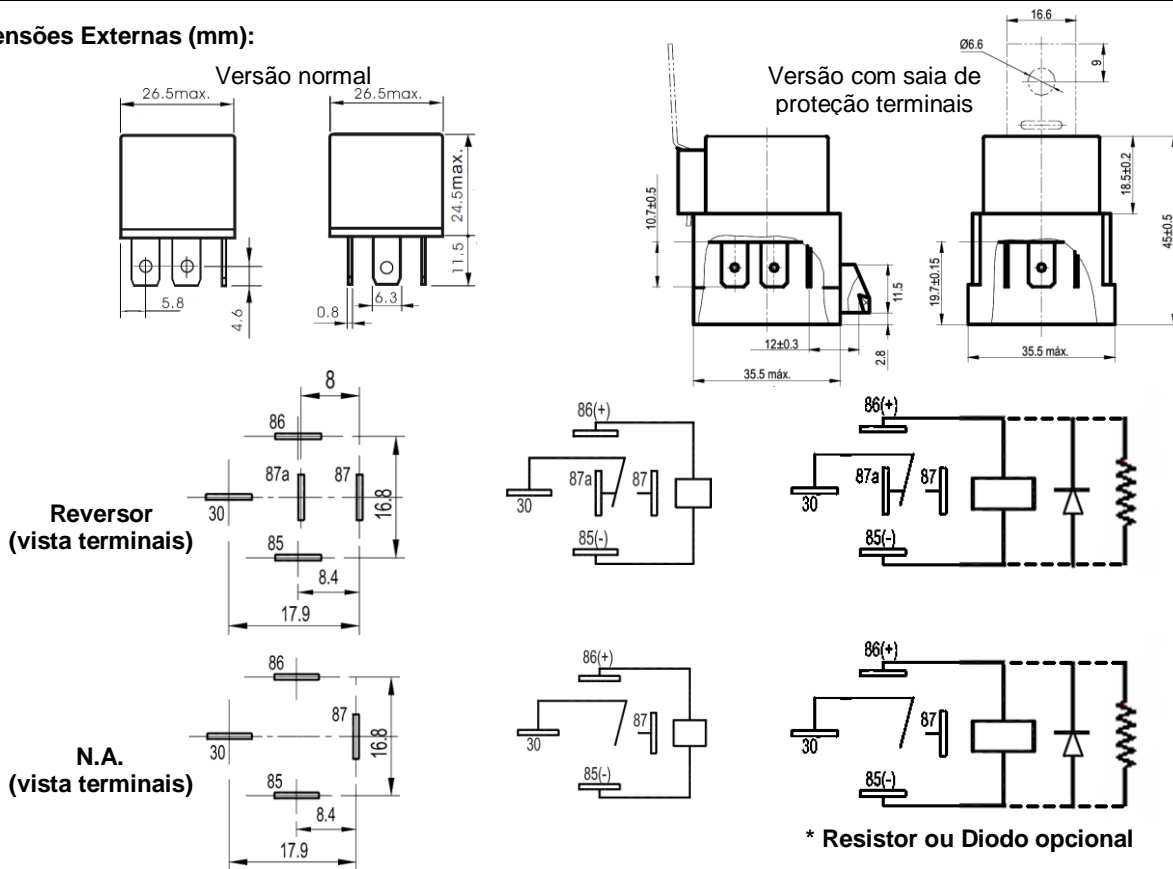 ensões Externas (mm):
Versão normal
26.5max.
26.5max.
24.5max.
11.5
5.8
4.6
0.8
6.3
Versão com saia de
proteção terminais
16.6
Ø6.6
9
10.7±0.5
18.5±0.2
45±0.5
19.7±0.15
11.5
12±0.3
2.8
35.5 máx.
35.5 máx.
Reversor
(vista terminais)
8
86
87a
87
30
85
16.8
8.4
17.9
86(+)
87a
87
30
85(-)
86(+)
87a
87
30
85(-)
N.A.
(vista terminais)
86
87
30
85
16.8
8.4
17.9
86(+)
87
30
85(-)
86(+)
87
30
85(-)
* Resistor ou Diodo opcional